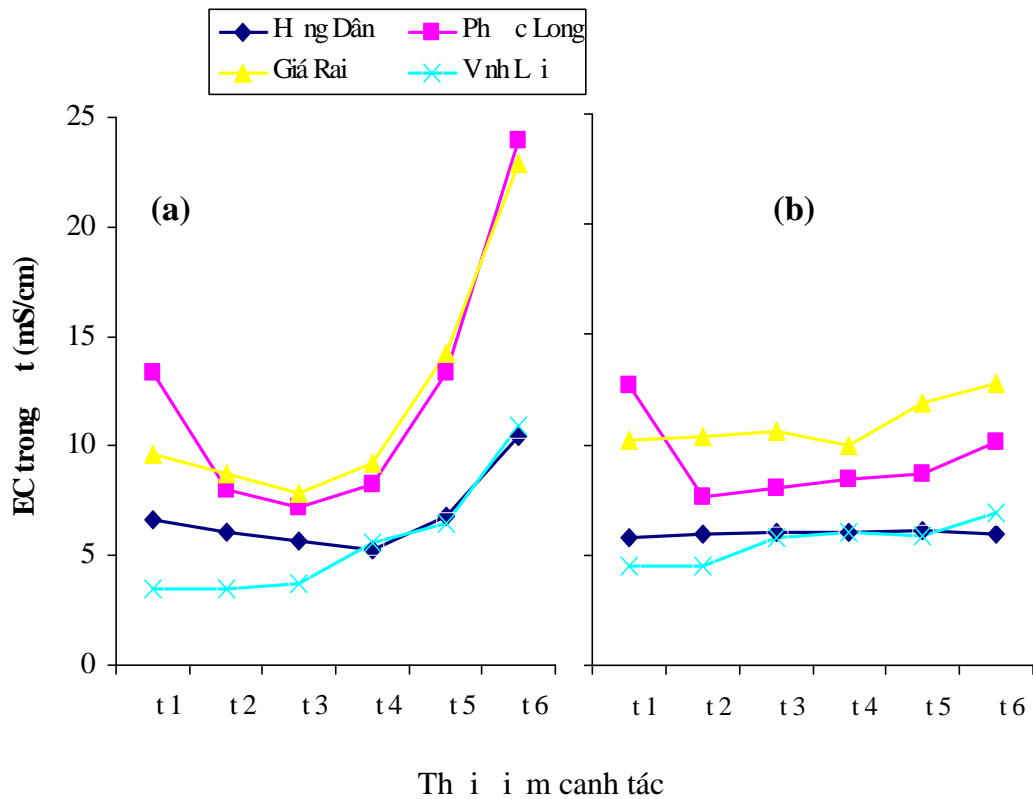 H ng Dân Ph c Long
Giá Rai V nh L i
25
20
15
10
5
0
EC trong t (mS/cm)
(a)
(b)
t 1 t 2 t 3 t 4 t 5 t 6
t 1 t 2 t 3 t 4 t 5 t 6
Th i i m canh tác